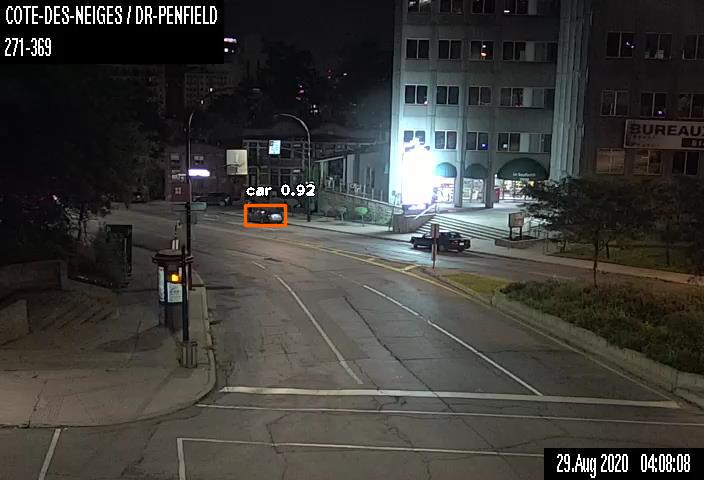 COTE-DES-NEIGES / DR-PENFIELD
271-369
car 0.92
BUREAUX
29.Aug 2020 04:08:08